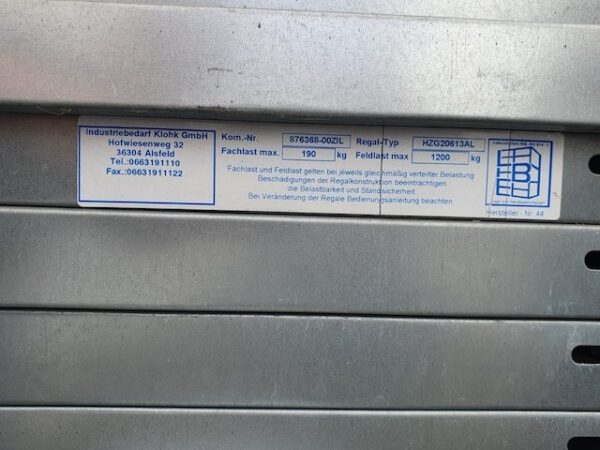 Industriebedarf Klohk GmbH
Hofwiesenweg 32
36304 Alsfeld
Tel.:0663191110
Fax.:06631911122
Kom.-Nr. 876368-00ZIL Regal-Typ HZG20613AL
Fachlast max. 190 kg Feldlast max 1200 kg
Fachlast und Feldlast gelten bei jeweils gleichmäßig verteilter Belastung
Beschädigungen der Regalkonstruktion beeinträchtigen
die Belastbarkeit und Standsicherheit.
Bei Veränderung der Regale Bedienungsanleitung beachten
Hersteller - Nr. 44